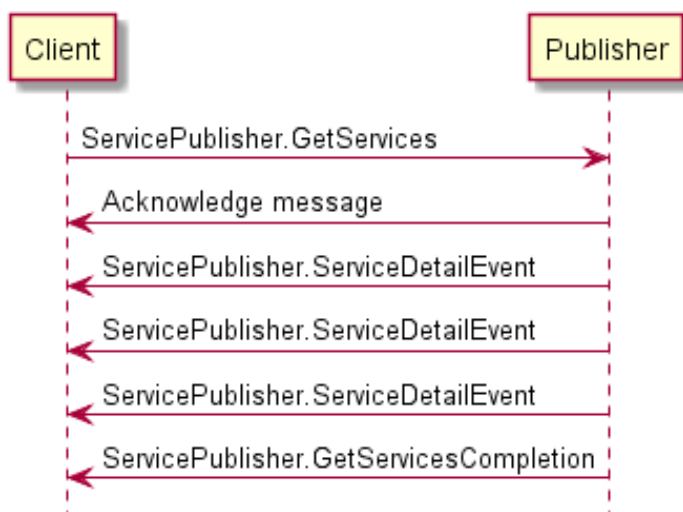 Client
Publisher
ServicePublisher.GetServices
Acknowledge message
ServicePublisher.ServiceDetailEvent
ServicePublisher.ServiceDetailEvent
ServicePublisher.ServiceDetailEvent
ServicePublisher.GetServicesCompletion